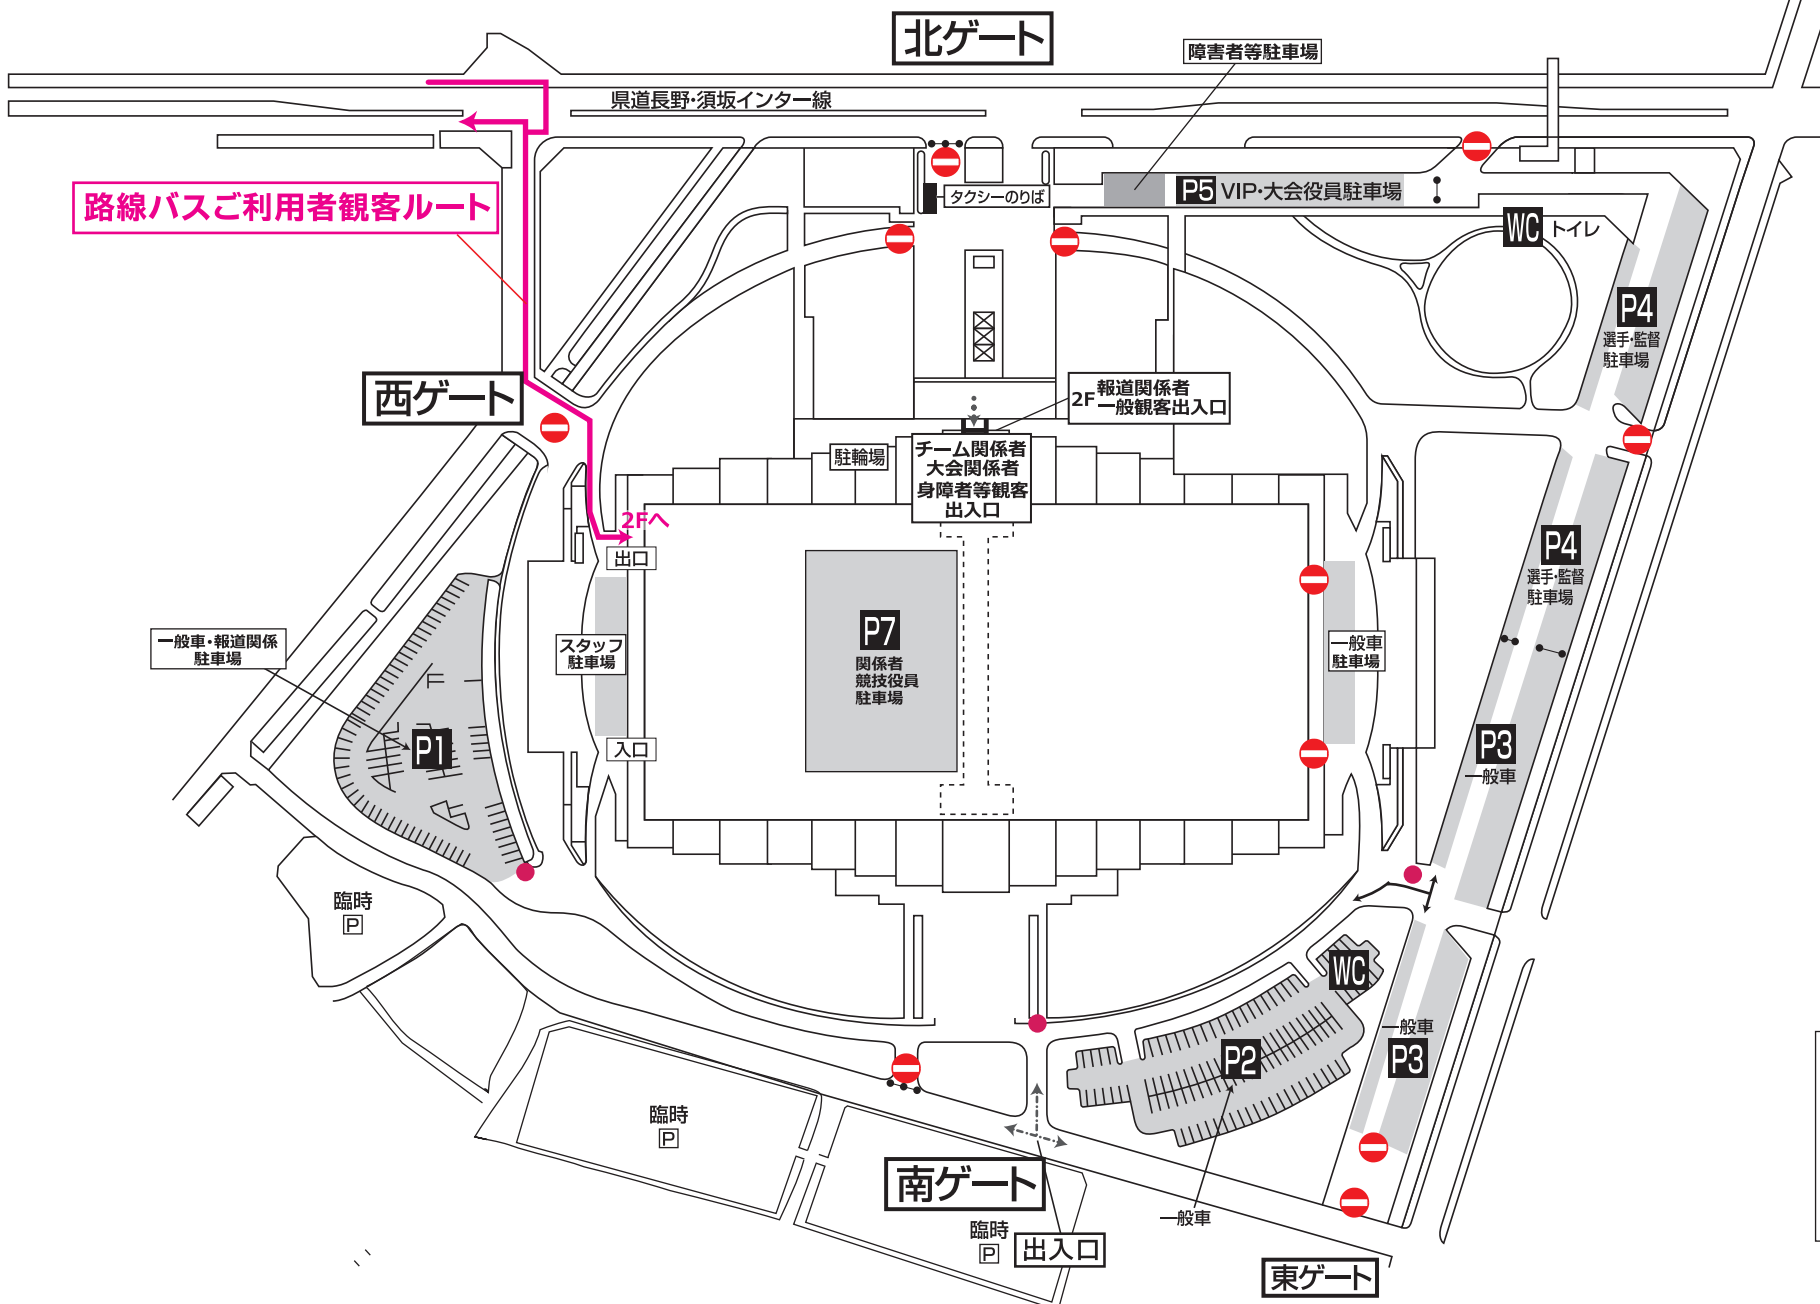 北ゲート
障害者等駐車場
県道長野・須坂インター線
路線バスご利用者観客ルート
タクシーのりば
P5 VIP・大会役員駐車場
WC トイレ
P4
選手・監督
駐車場
西ゲート
報道関係者
2F一般観客出入口
駐輪場
チーム関係者
大会関係者
身障者等観客
出入口
2Fへ
出口
P4
選手・監督
駐車場
P7
関係者
競技役員
駐車場
一般車・報道関係
駐車場
スタッフ
駐車場
一般車
駐車場
P1
入口
P3
一般車
臨時
P
WC
一般車
P3
P2
臨時
P
南ゲート
一般車
臨時
P
出入口
東ゲート